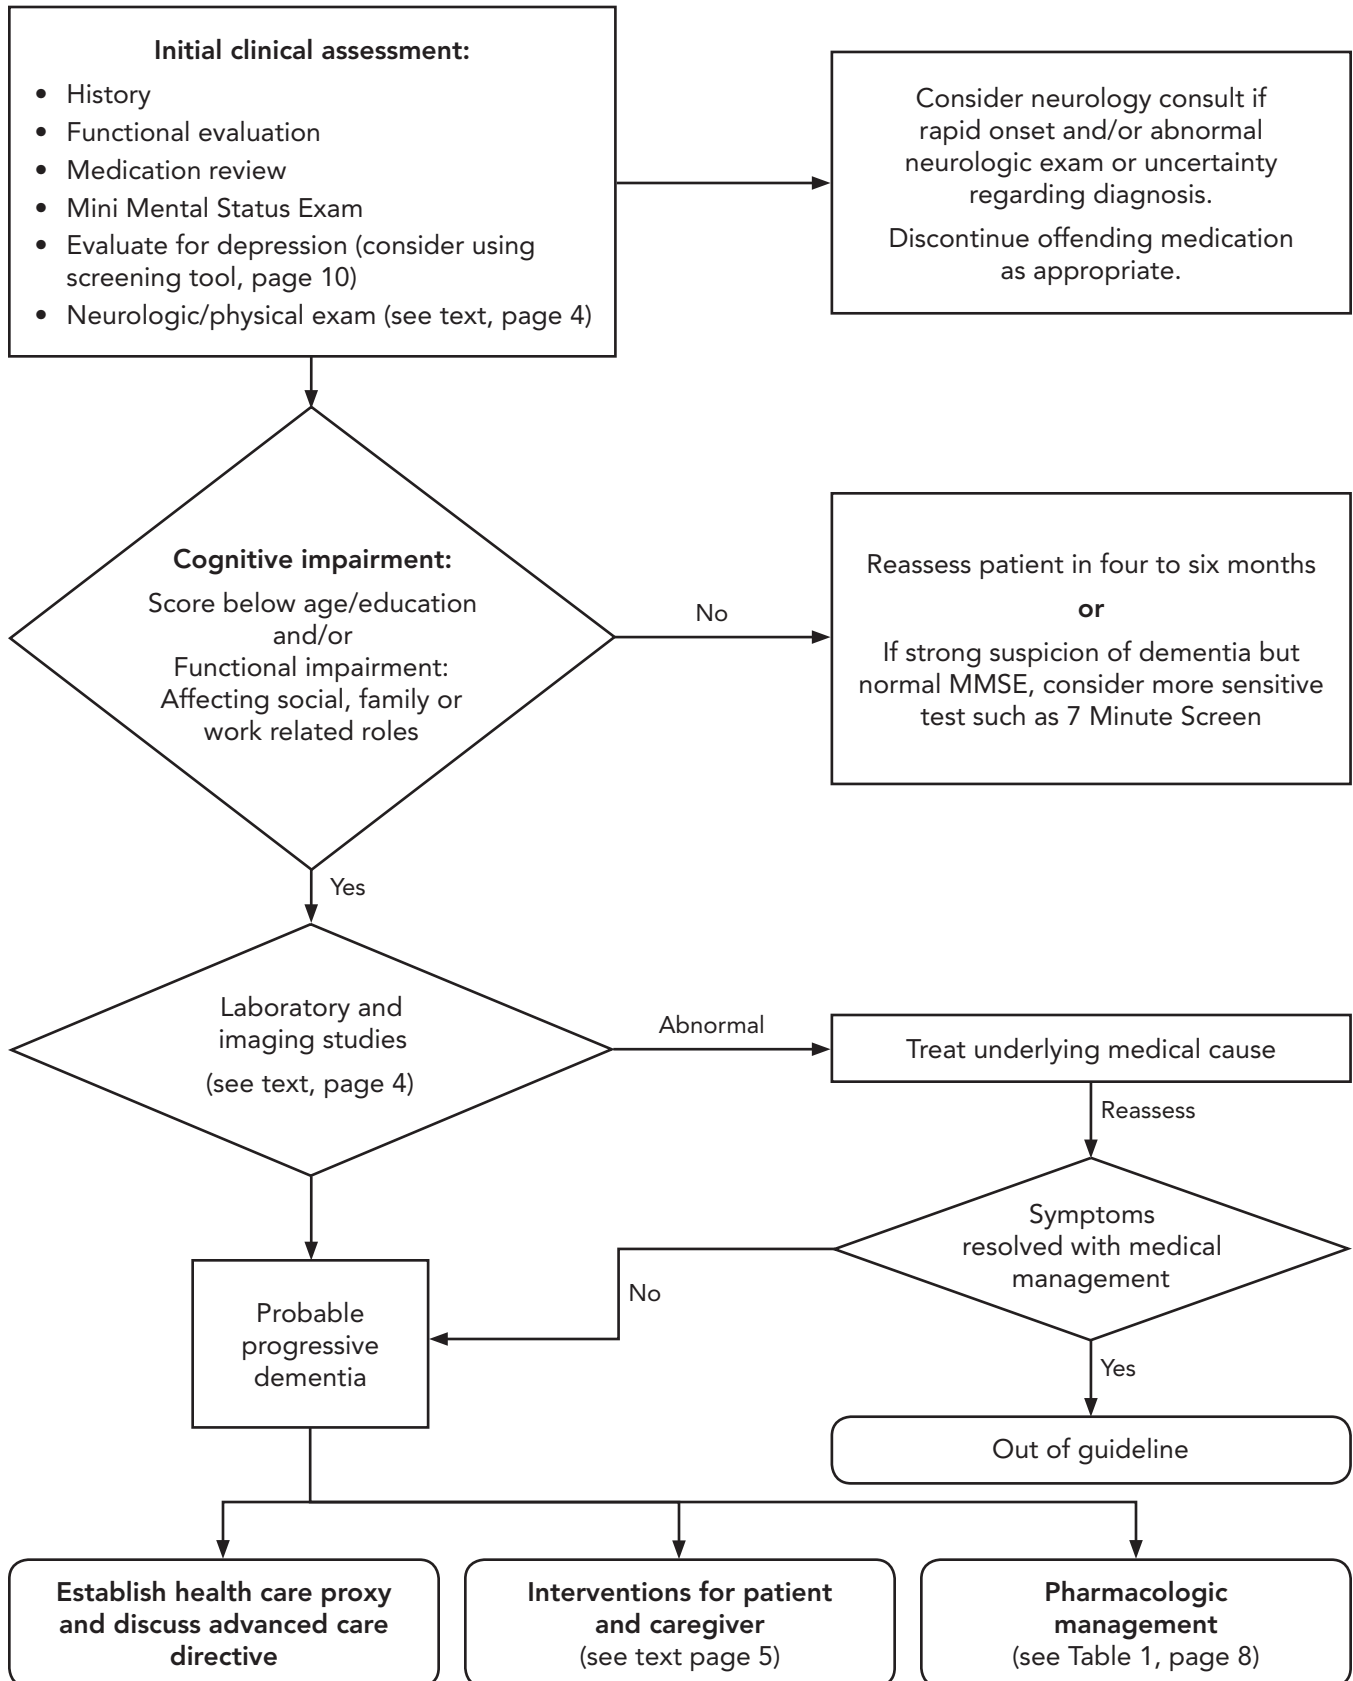 Initial clinical assessment:
• History
• Functional evaluation
• Medication review
• Mini Mental Status Exam
• Evaluate for depression (consider using
screening tool, page 10)
• Neurologic/physical exam (see text, page 4)
Consider neurology consult if
rapid onset and/or abnormal
neurologic exam or uncertainty
regarding diagnosis.
Discontinue offending medication
as appropriate.
Cognitive impairment:
Score below age/education
and/or
Functional impairment:
Affecting social, family or
work related roles
No
Reassess patient in four to six months
or
If strong suspicion of dementia but
normal MMSE, consider more sensitive
test such as 7 Minute Screen
Yes
Laboratory and
imaging studies
(see text, page 4)
Abnormal
Treat underlying medical cause
Reassess
Symptoms
resolved with medical
management
No
Probable
progressive
dementia
Yes
Out of guideline
Establish health care proxy
and discuss advanced care
directive
Interventions for patient
and caregiver
(see text page 5)
Pharmacologic
management
(see Table 1, page 8)